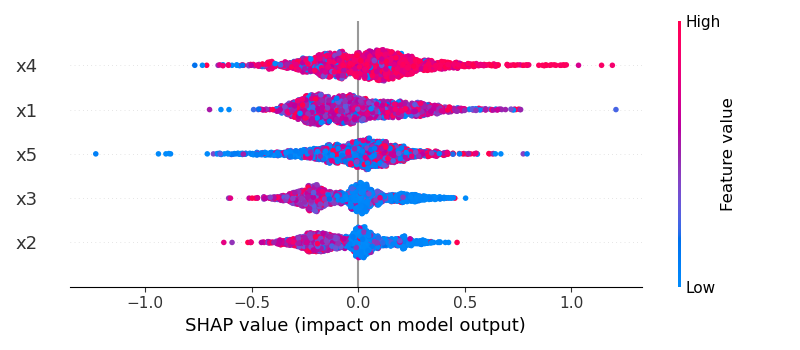 High
x4
x1
x5
x3
x2
Feature value
Low
−1.0 −0.5 0.0 0.5 1.0
SHAP value (impact on model output)